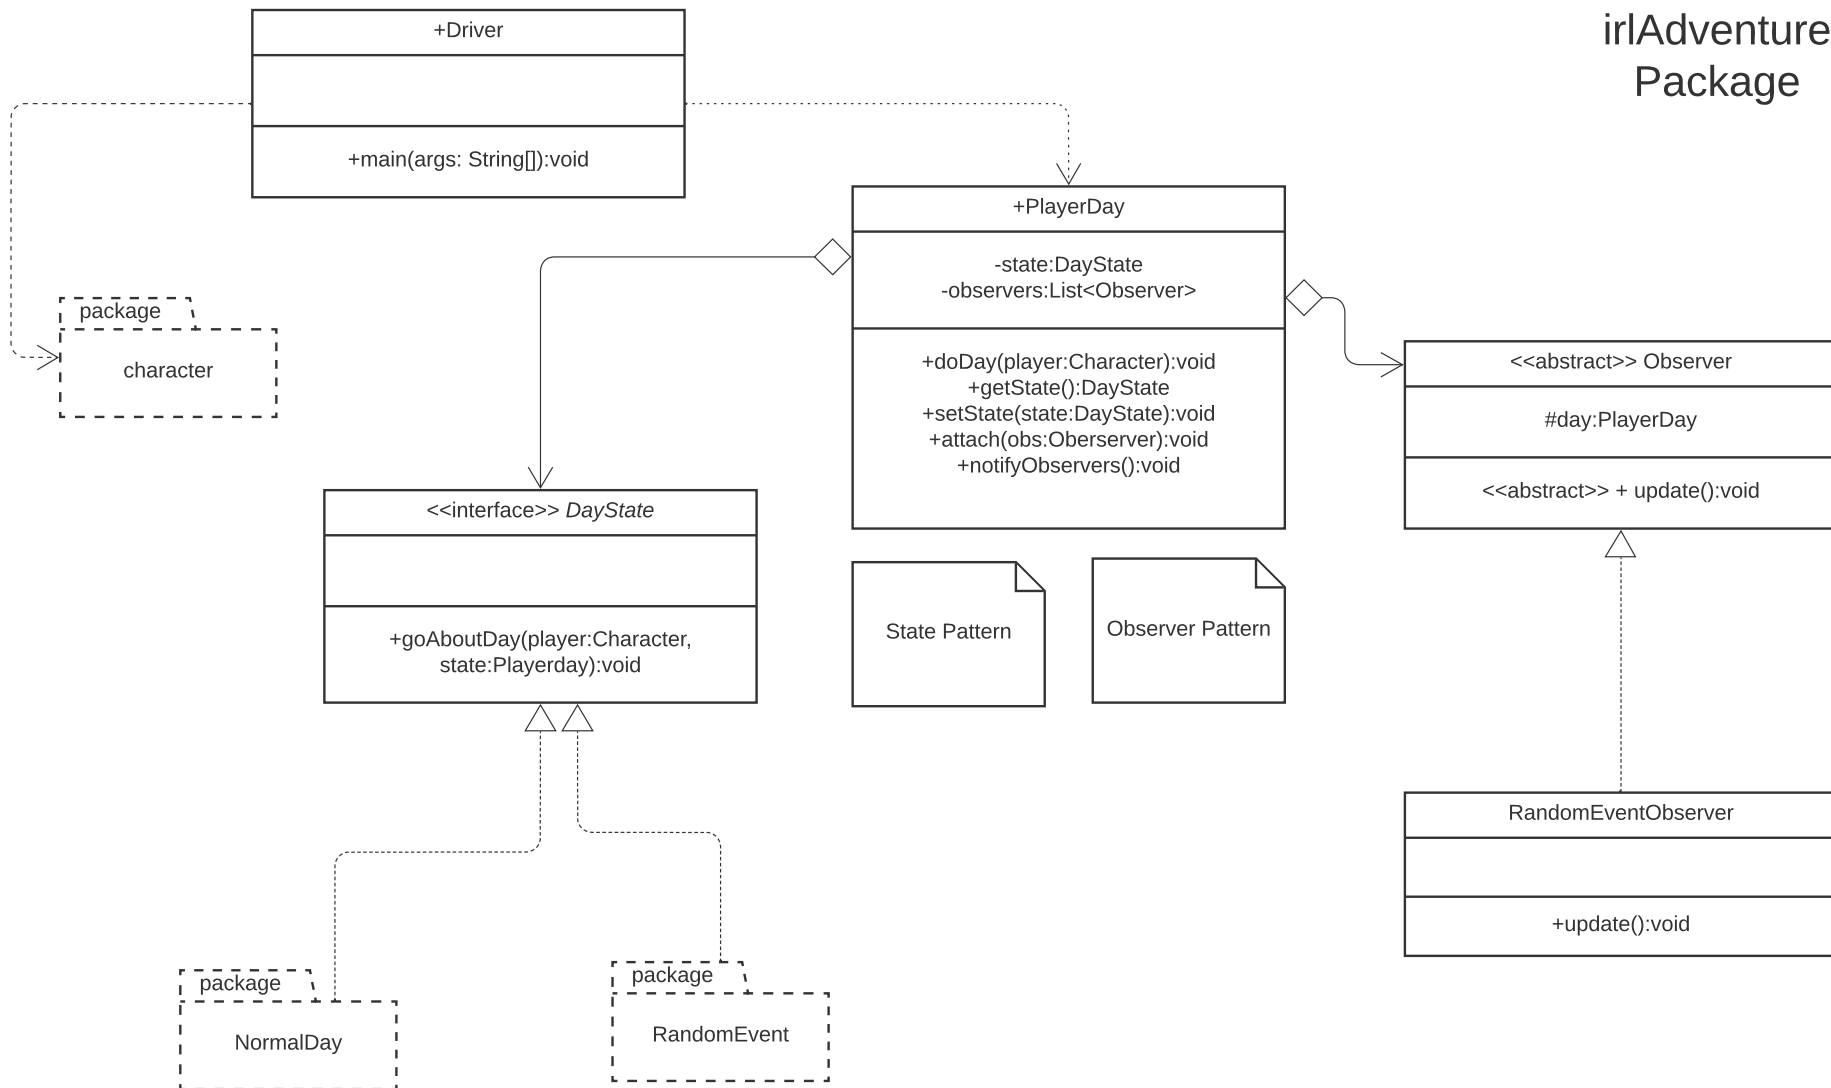 irlAdventure
Package
+Driver
+main(args: String[]):void
+PlayerDay
-state:DayState
-observers:List<Observer>
+doDay(player:Character):void
+getState():DayState
+setState(state:DayState):void
+attach(obs:Oberserver):void
+notifyObservers():void
package
character
<<abstract>> Observer
#day:PlayerDay
<<abstract>> + update():void
<<interface>> DayState
+goAboutDay(player:Character,
state:Playerday):void
State Pattern
Observer Pattern
RandomEventObserver
+update():void
package
NormalDay
package
RandomEvent